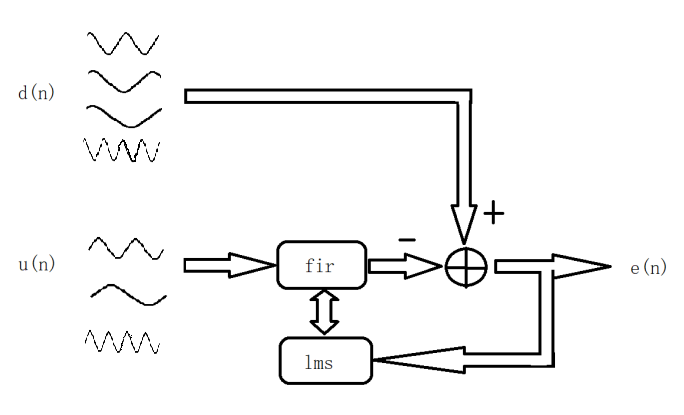 d(n)
+
−
u(n)
fir
e(n)
lms